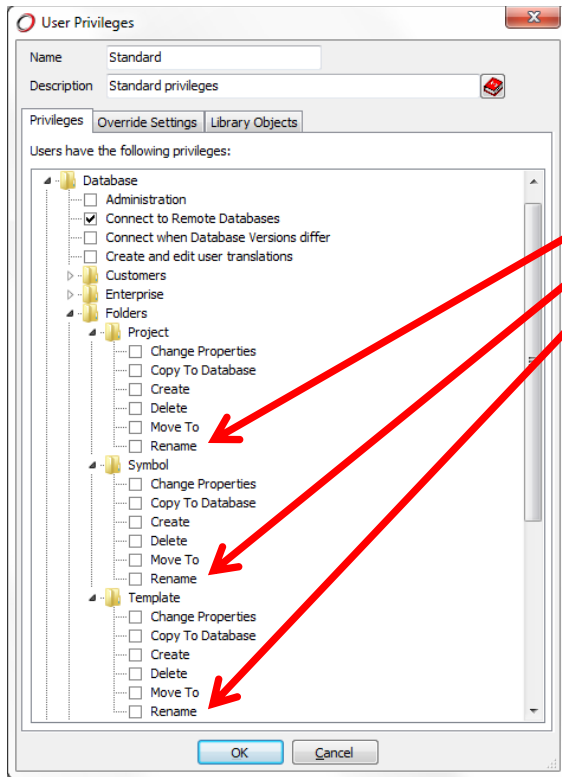 User Privileges
Name Standard
Description Standard privileges
Privileges Override Settings Library Objects
Users have the following privileges:
Database
Administration
Connect to Remote Databases
Connect when Database Versions differ
Create and edit user translations
Customers
Enterprise
Folders
Project
Change Properties
Copy To Database
Create
Delete
Move To
Rename
Symbol
Change Properties
Copy To Database
Create
Delete
Move To
Rename
Template
Change Properties
Copy To Database
Create
Delete
Move To
Rename
OK Cancel